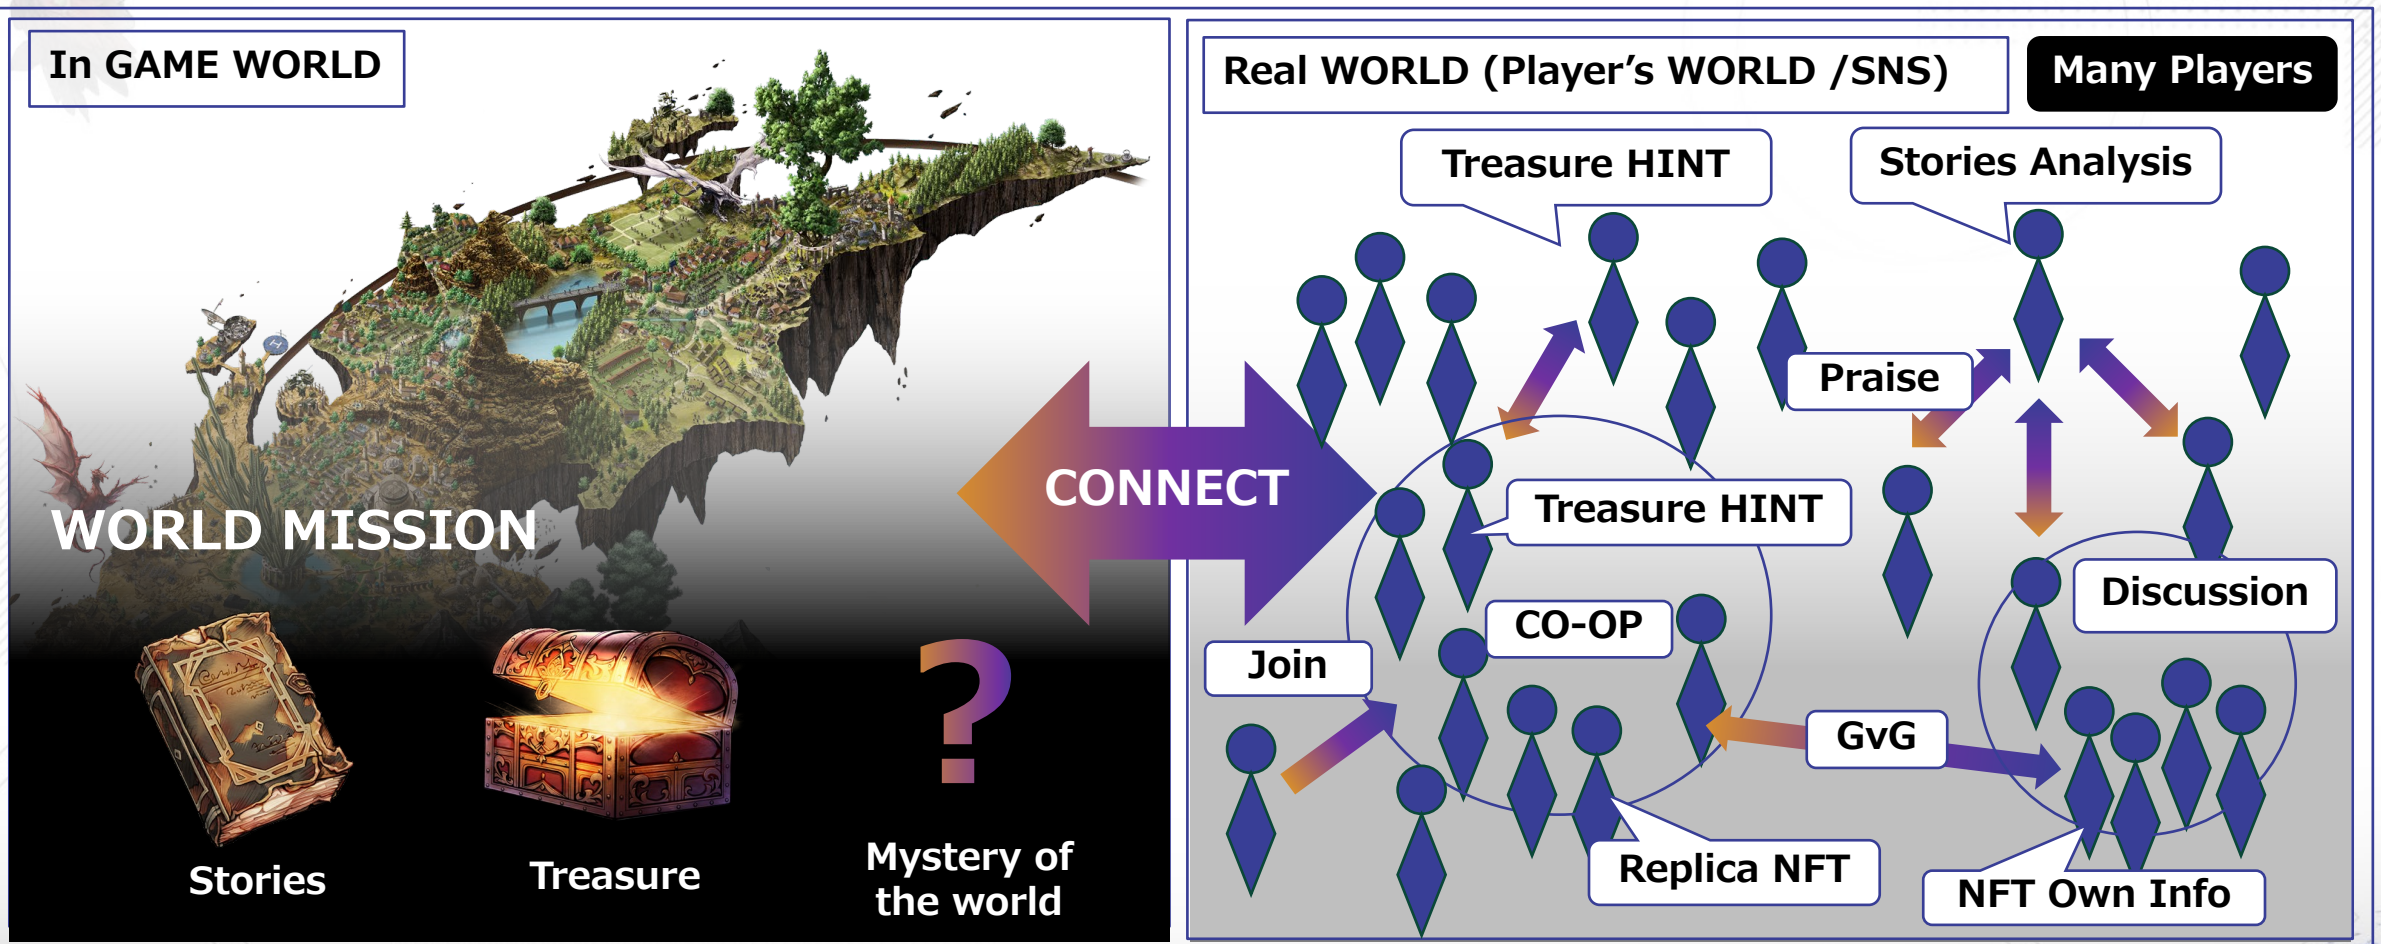 In GAME WORLD
WORLD MISSION
Stories
Treasure
?
Mystery of
the world
CONNECT
Real WORLD (Player's WORLD /SNS)
Many Players
Treasure HINT
Stories Analysis
Praise
Treasure HINT
CO-OP
Join
Discussion
GvG
Replica NFT
NFT Own Info